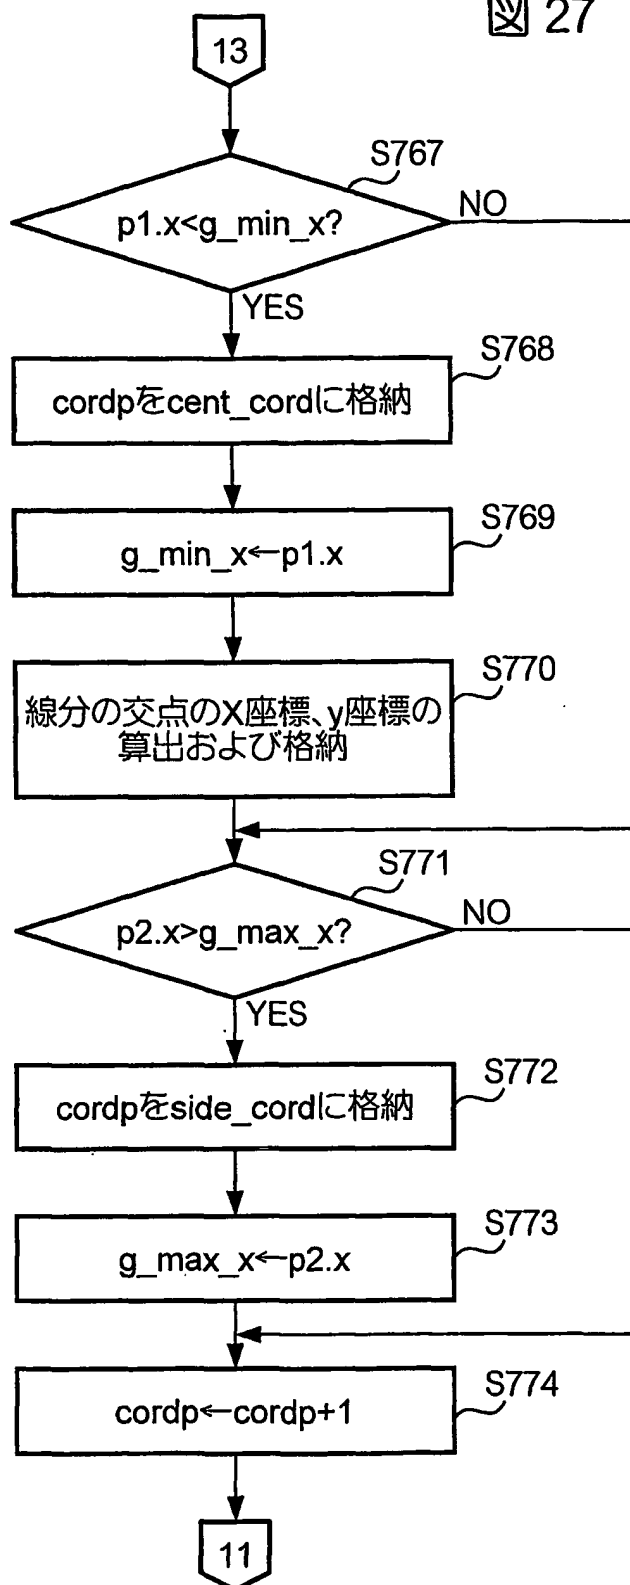 図 27
13
S767
p1.x<g_min_x?
NO
YES
S768
cordpをcent_cordに格納
S769
g_min_x←p1.x
S770
線分の交点のX座標、y座標の
算出および格納
S771
p2.x>g_max_x?
NO
YES
S772
cordpをside_cordに格納
S773
g_max_x←p2.x
S774
cordp←cordp+1
11